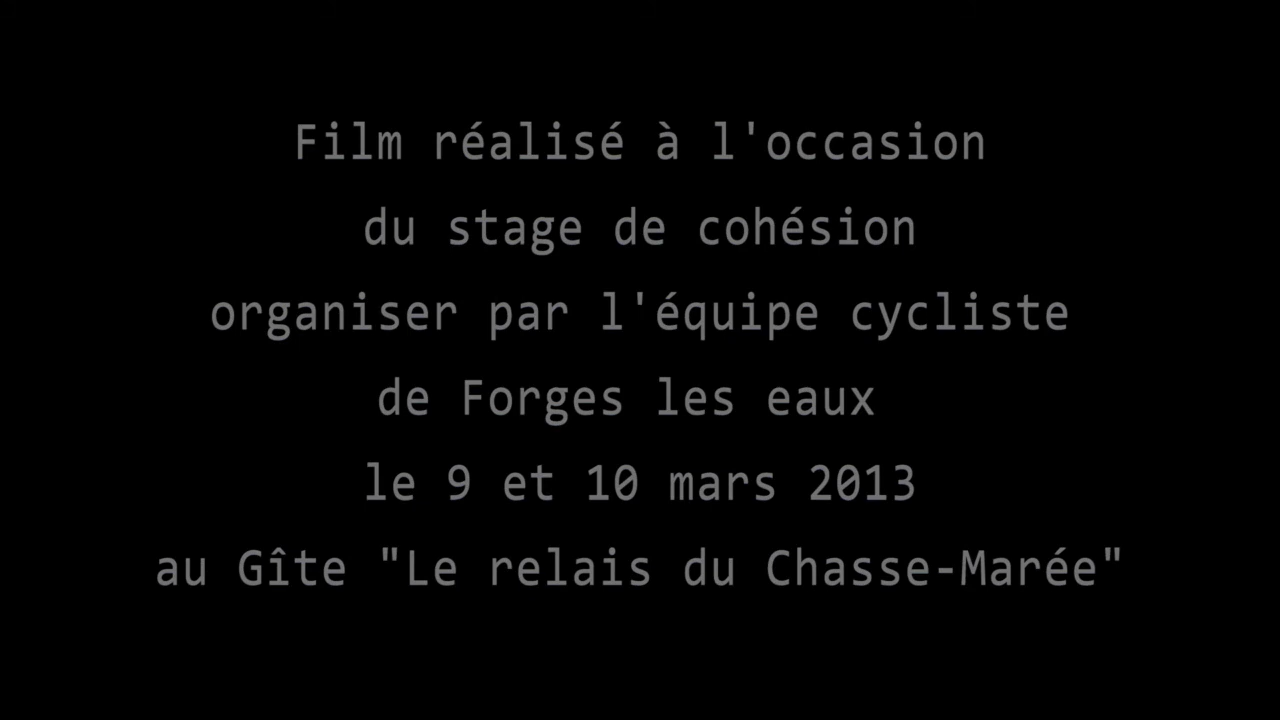 Film réalisé à l'occasion
du stage de cohésion
organiser par l'équipe cycliste
de Forges les eaux
le 9 et 10 mars 2013
au Gîte "Le relais du Chasse-Marée"